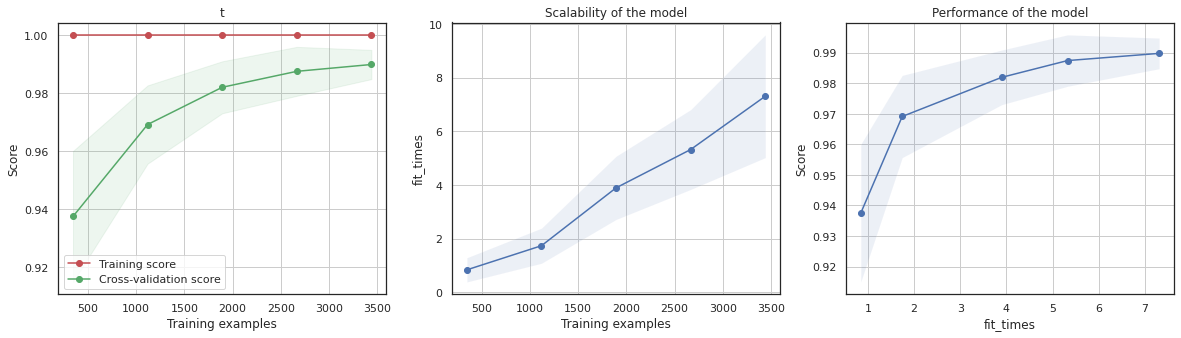 t
Score
1.00
0.98
0.96
0.94
0.92
Training score
Cross-validation score
500 1000 1500 2000 2500 3000 3500
Training examples
Scalability of the model
fit_times
10
8
6
4
2
0
500 1000 1500 2000 2500 3000 3500
Training examples
Performance of the model
Score
0.99
0.98
0.97
0.96
0.95
0.94
0.93
0.92
1 2 3 4 5 6 7
fit_times